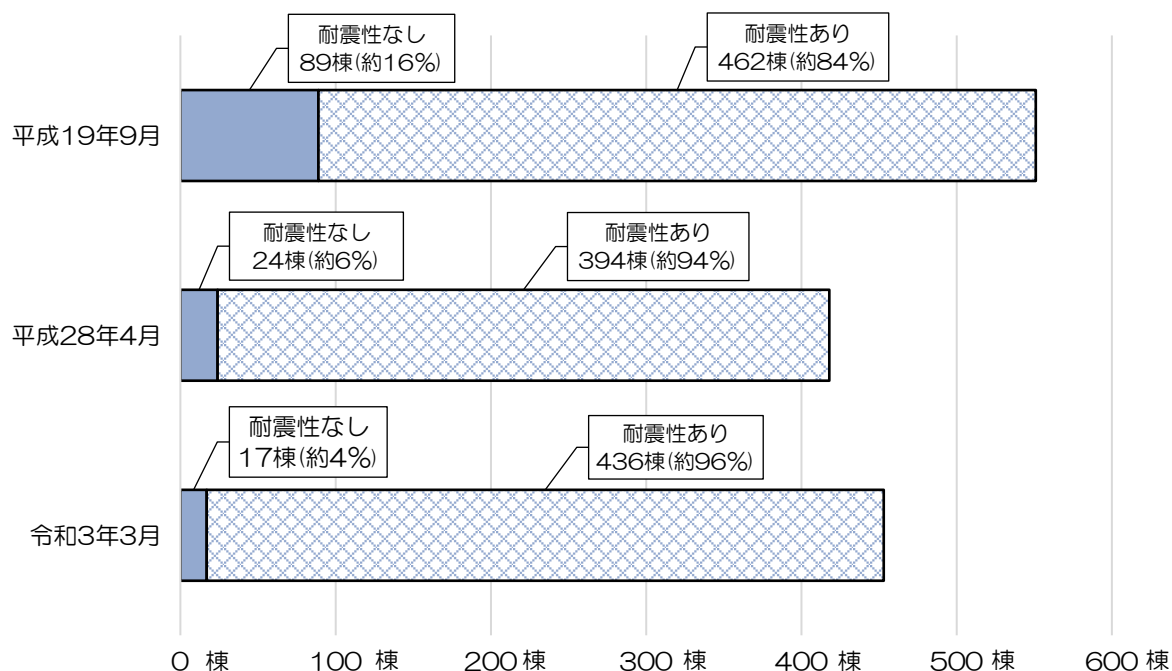 耐震性なし
89棟(約16%)
耐震性あり
462棟(約84%)
平成19年9月
耐震性なし
24棟(約6%)
耐震性あり
394棟(約94%)
平成28年4月
耐震性なし
17棟(約4%)
耐震性あり
436棟(約96%)
令和3年3月
0 棟 100 棟 200 棟 300 棟 400 棟 500 棟 600 棟